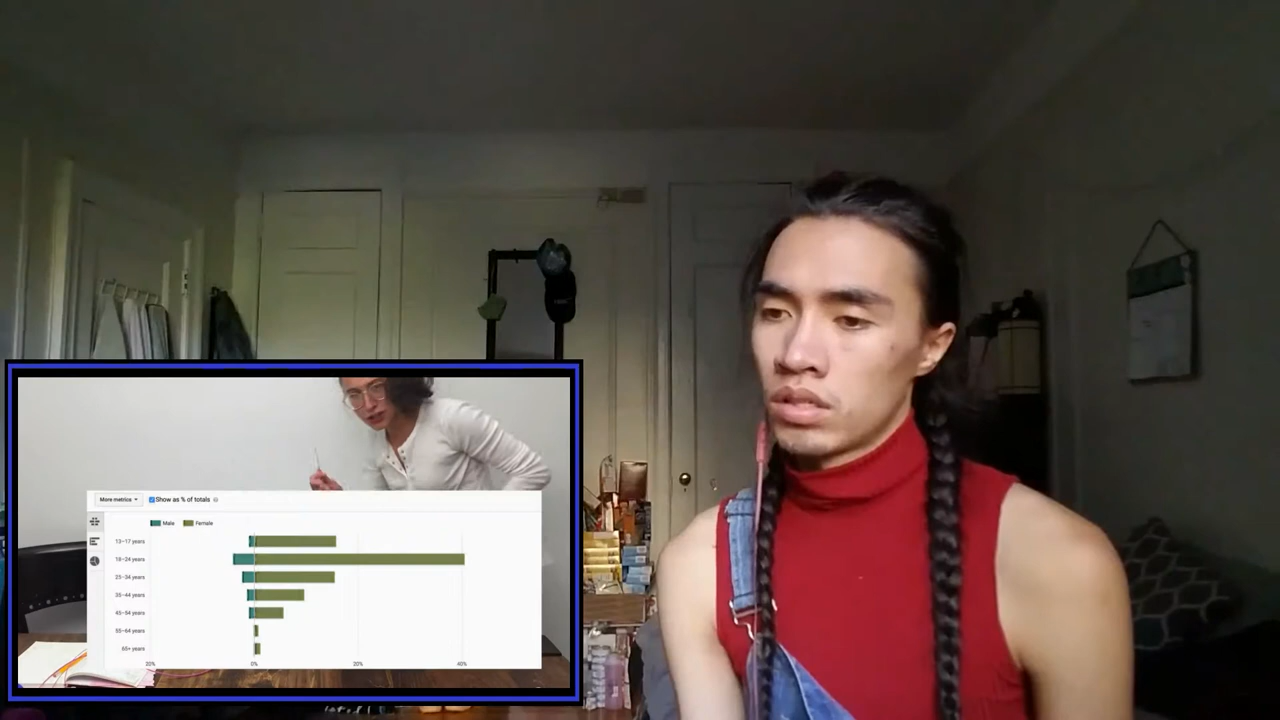 More metrics
Show as % of totals
Male Female
13–17 years
18–24 years
25–34 years
35–44 years
45–54 years
55–64 years
65+ years
20% 0% 20% 40%